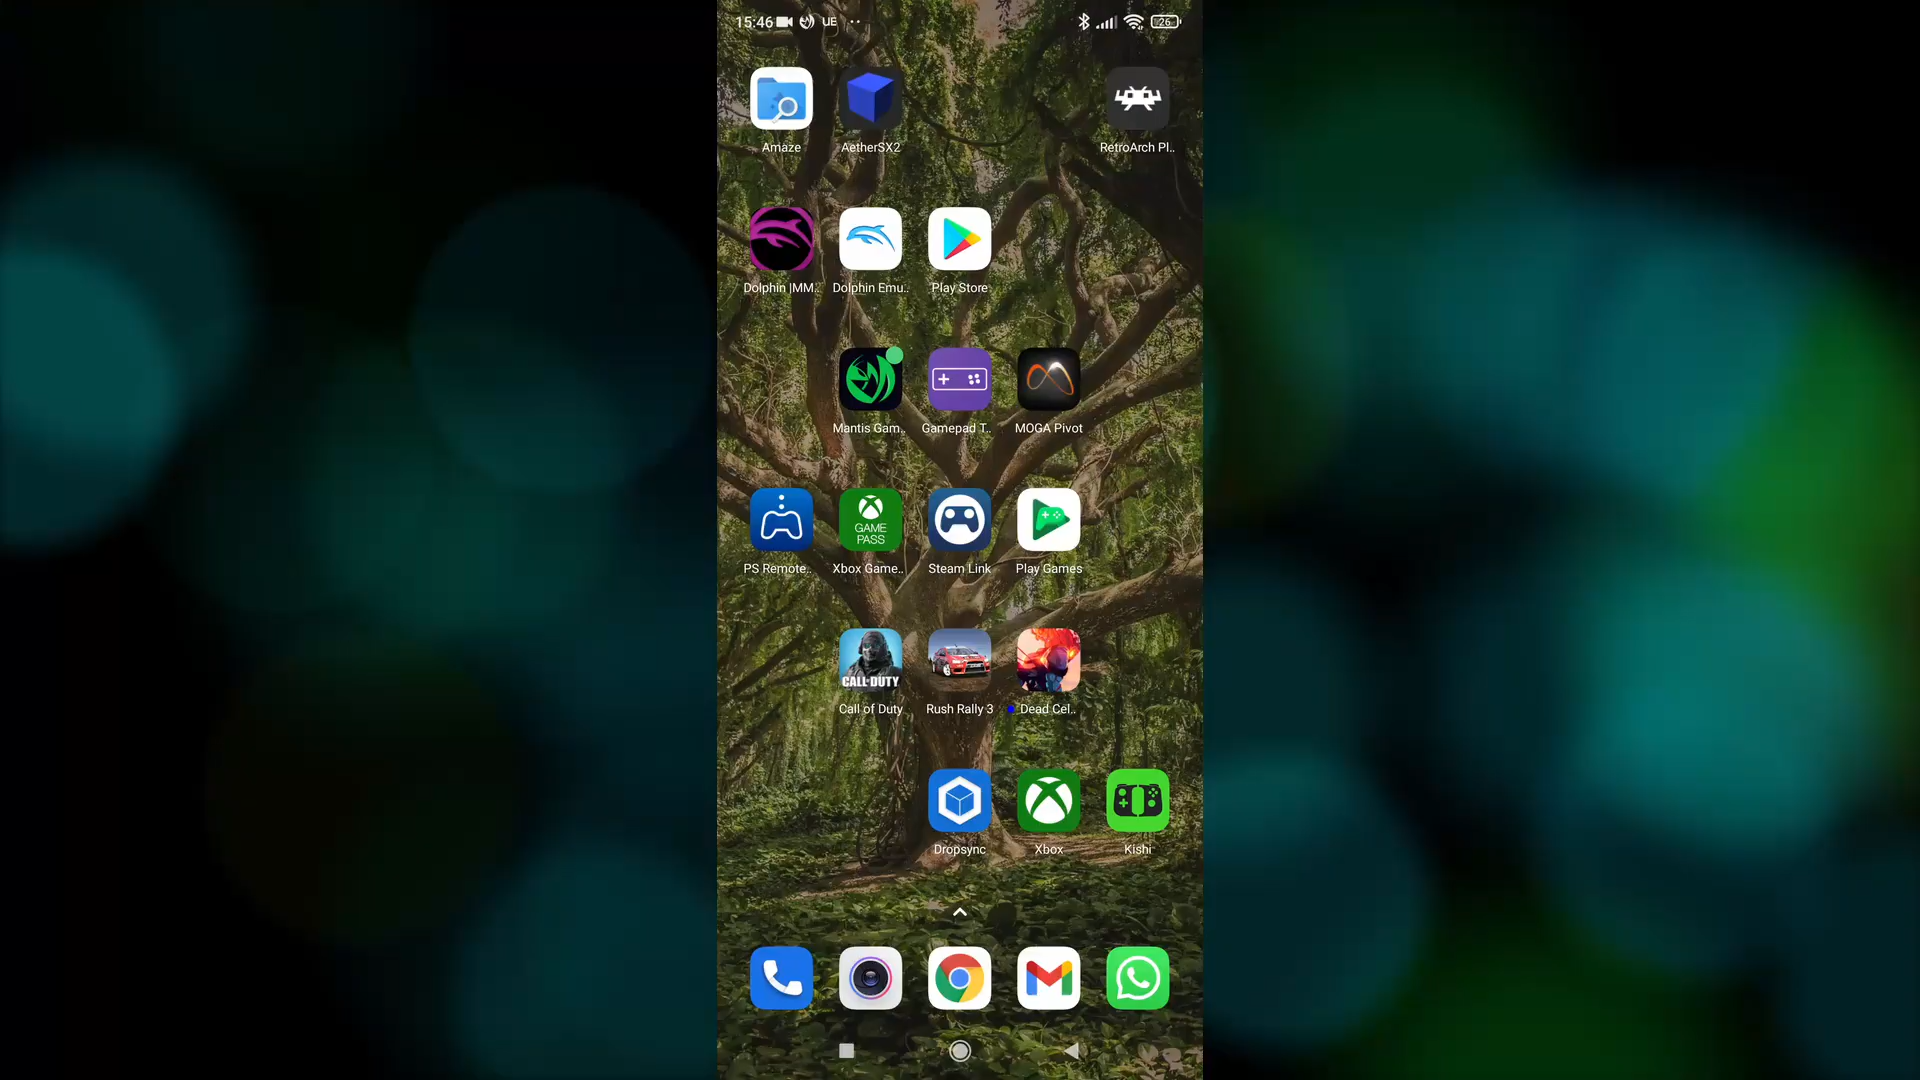 15:46 UE 26
Amaze AetherSX2 RetroArch Pl..
Dolphin |MM.. Dolphin Emu.. Play Store
Mantis Gam.. Gamepad T.. MOGA Pivot
GAME
PASS
PS Remote.. Xbox Game.. Steam Link Play Games
CALL OF DUTY
Call of Duty Rush Rally 3 Dead Cel..
Dropsync Xbox Kishi